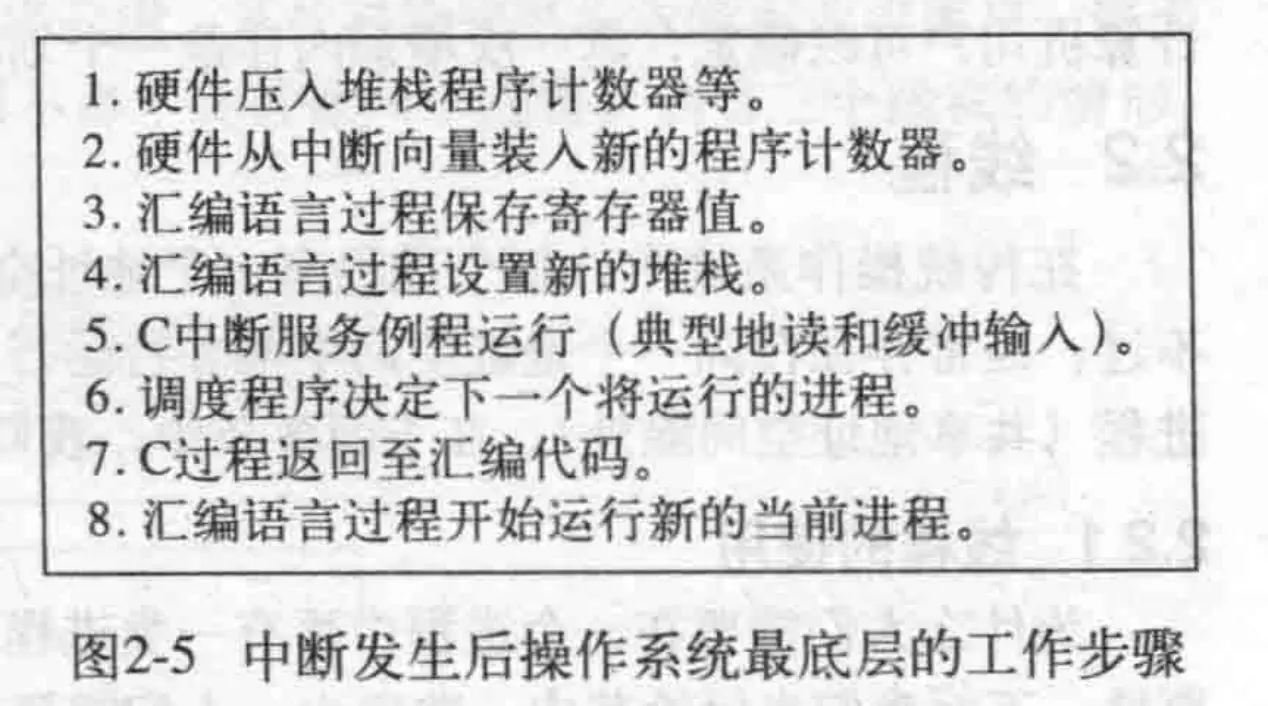 1. 硬件压入堆栈程序计数器等。
2. 硬件从中断向量装入新的程序计数器。
3. 汇编语言过程保存寄存器值。
4. 汇编语言过程设置新的堆栈。
5. C中断服务例程运行（典型地读和缓冲输入）。
6. 调度程序决定下一个将运行的进程。
7. C过程返回至汇编代码。
8. 汇编语言过程开始运行新的当前进程。
图2-5 中断发生后操作系统最底层的工作步骤